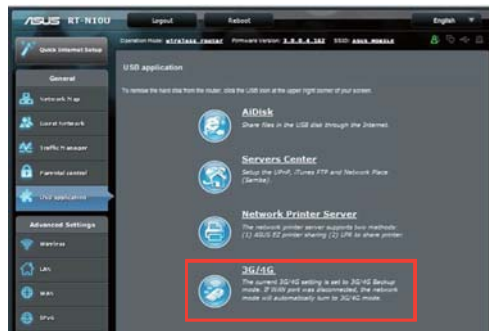 ASUS RT-N10U Logout Reboot English
Operation Mode: wireless router Firmware Version: 3.0.0.4.162 SSID: ASUS_MOBILE
Quick Internet Setup
General
Network Map
Guest Network
Traffic Manager
Parental control
USB application
Advanced Settings
Wireless
LAN
WAN
IPv6
USB application
To remove the hard disk from the router, click the USB icon at the upper right corner of your screen.
AiDisk
Share files in the USB disk through the Internet.
Servers Center
Setup the UPnP, iTunes FTP and Network Place
(Samba).
Network Printer Server
The network printer server supports two methods:
(1) ASUS EZ printer sharing (2) LPR to share printer.
3G/4G
The current 3G/4G setting is set to 3G/4G Backup
mode. If WAN port was disconnected, the network
mode will automatically turn to 3G/4G mode.